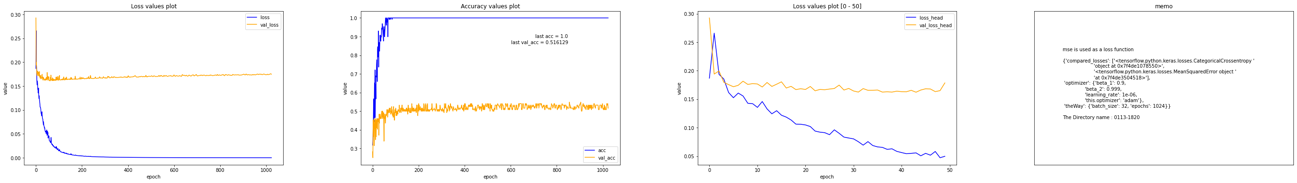 Loss values plot
loss
val_loss
value
0.30
0.25
0.20
0.15
0.10
0.05
0.00
0
200
400
600
800
1000
epoch
Accuracy values plot
last acc = 1.0
last val_acc = 0.516129
value
1.0
0.9
0.8
0.7
0.6
0.5
0.4
0.3
acc
val_acc
0
200
400
600
800
1000
epoch
Loss values plot [0 - 50]
loss_head
val_loss_head
value
0.30
0.25
0.20
0.15
0.10
0.05
0
10
20
30
40
50
epoch
memo
mse is used as a loss function
{'compared_losses': ['<tensorflow.python.keras.losses.CategoricalCrossentropy '
'object at 0x7f4de1078550>',
'<tensorflow.python.keras.losses.MeanSquaredError object '
'at 0x7f4de3504518>'],
'optimizer': {'beta_1': 0.9,
'beta_2': 0.999,
'learning_rate': 1e-06,
'this optimizer': 'adam'},
'theWay': {'batch_size': 32, 'epochs': 1024}}
The Directory name : 0113-1820